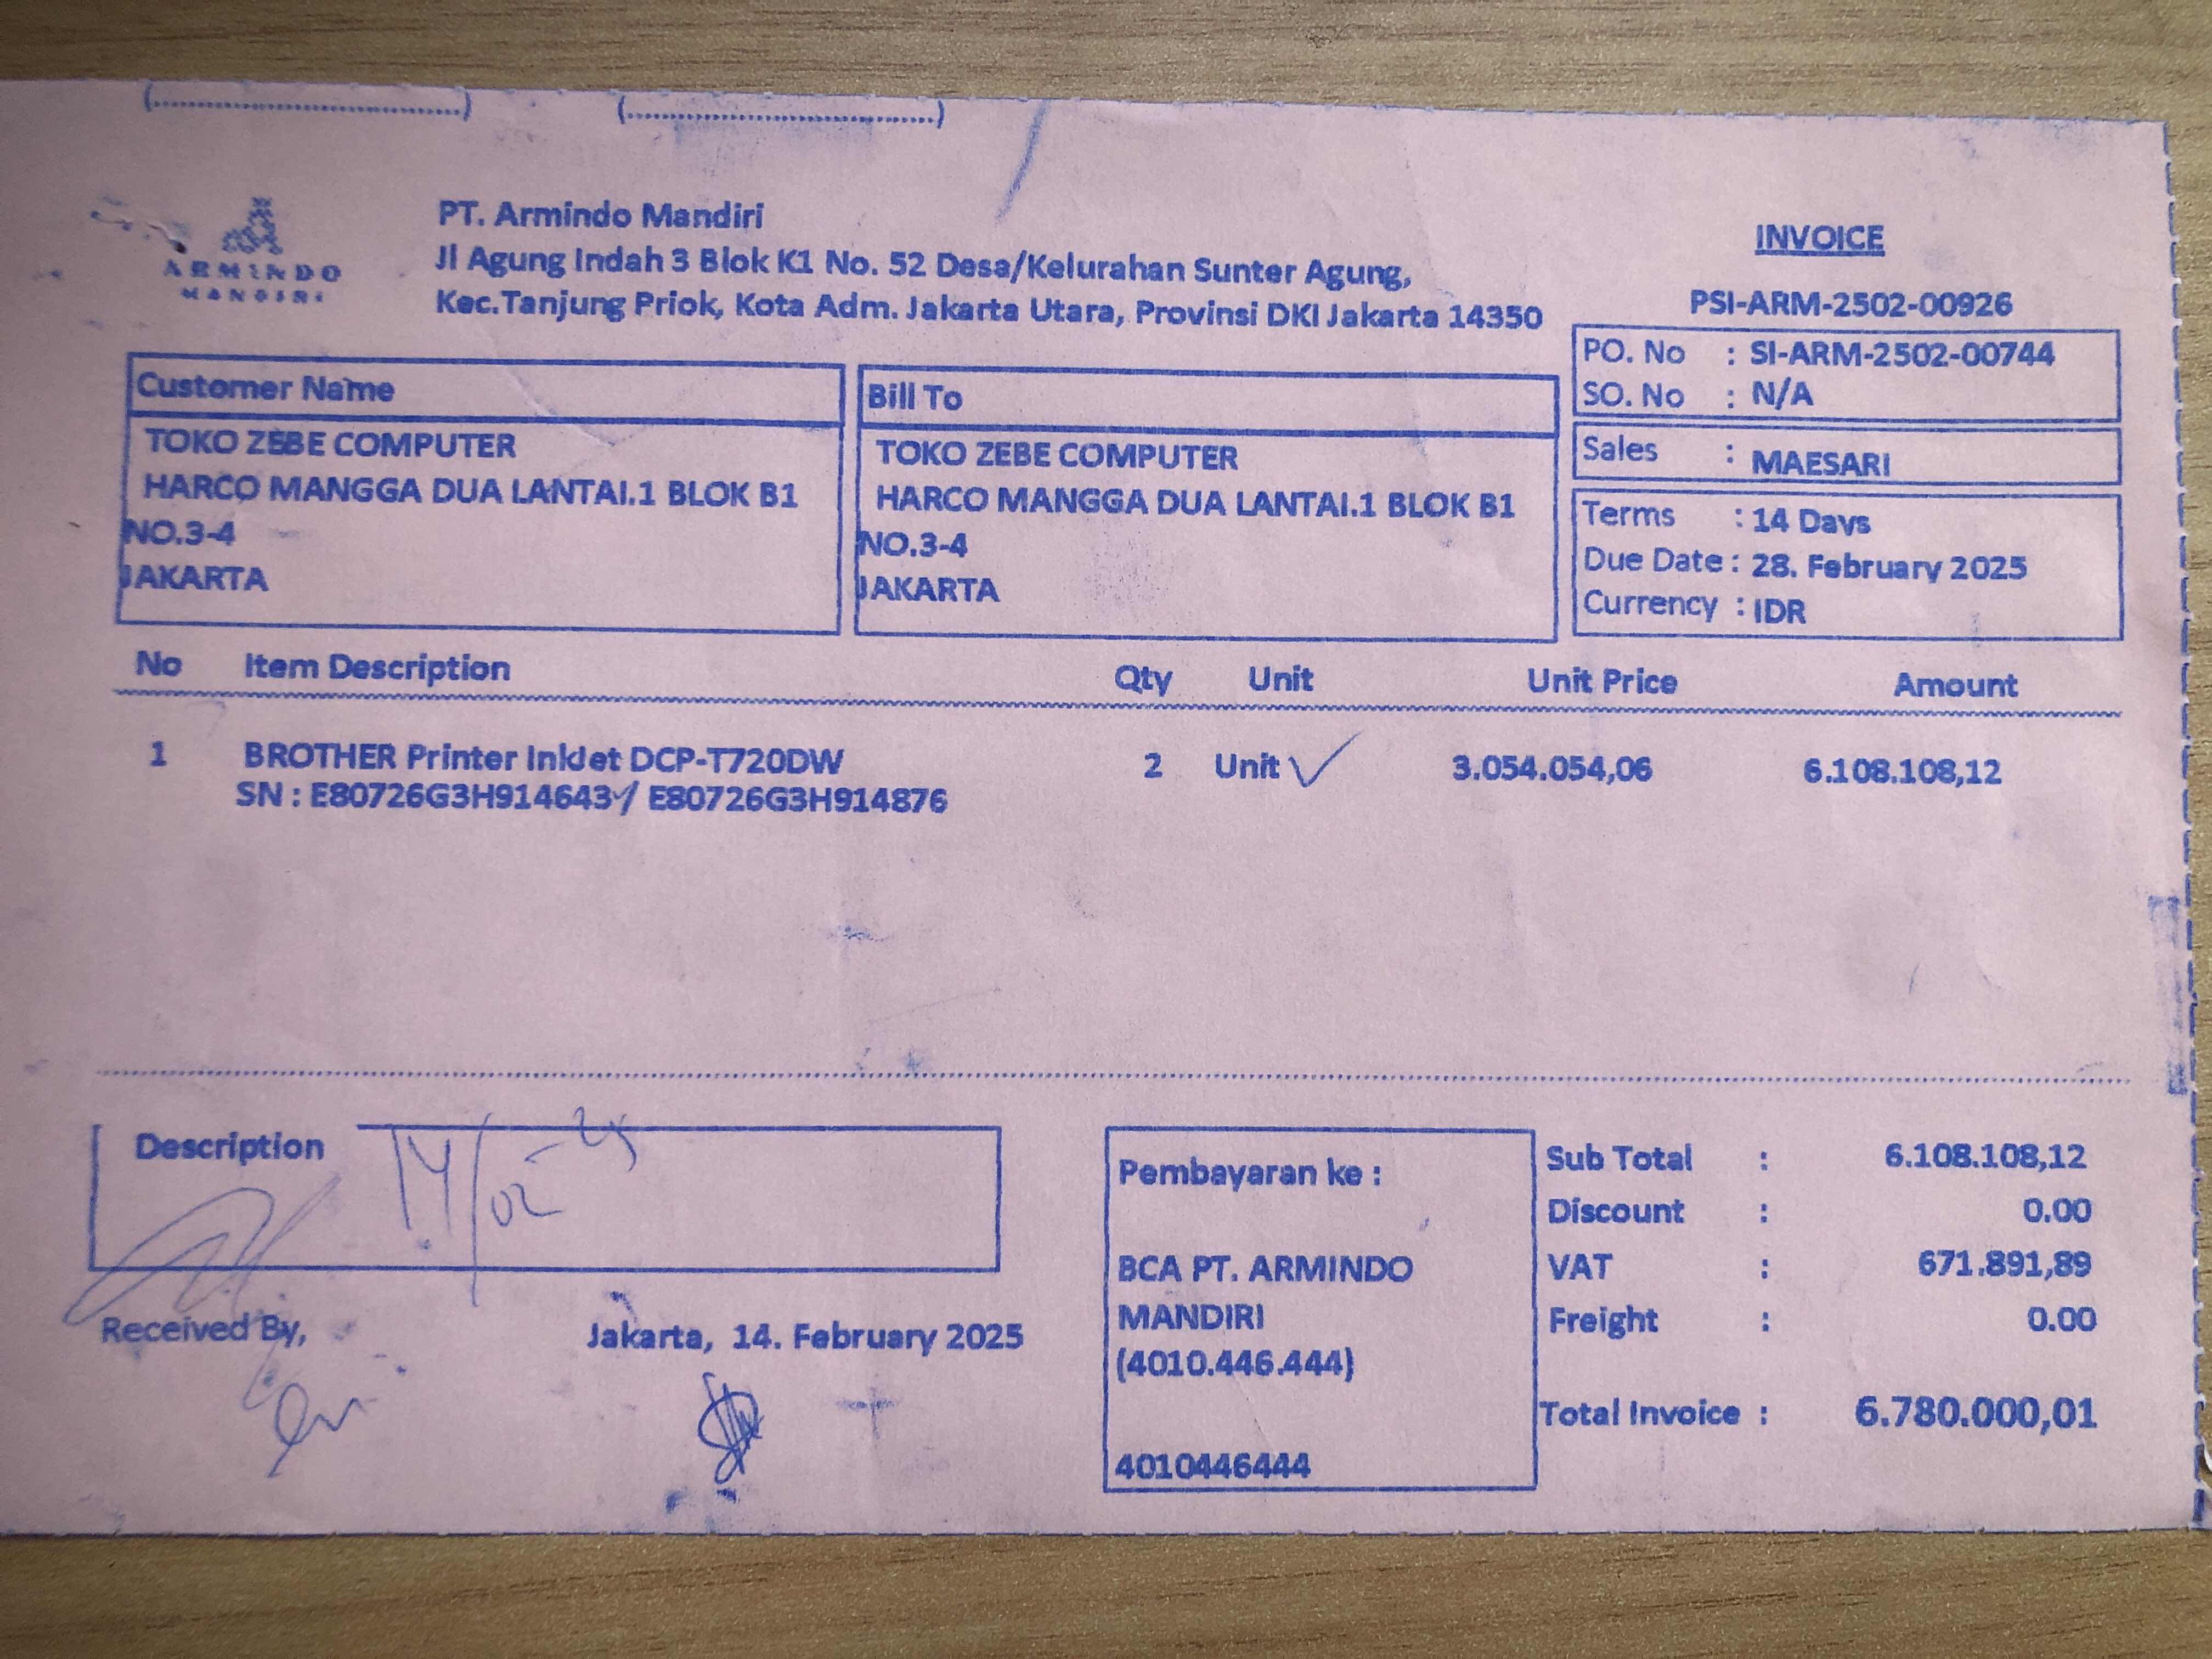 (........................................) (........................................)
ARMINDO
MANDIRI
PT. Armindo Mandiri
Jl Agung Indah 3 Blok K1 No. 52 Desa/Kelurahan Sunter Agung,
Kec.Tanjung Priok, Kota Adm. Jakarta Utara, Provinsi DKI Jakarta 14350
INVOICE
PSI-ARM-2502-00926
PO. No : SI-ARM-2502-00744
SO. No : N/A
Sales : MAESARI
Terms : 14 Days
Due Date : 28. February 2025
Currency : IDR
Customer Name
TOKO ZEBE COMPUTER
HARCO MANGGA DUA LANTAI.1 BLOK B1
NO.3-4
JAKARTA
Bill To
TOKO ZEBE COMPUTER
HARCO MANGGA DUA LANTAI.1 BLOK B1
NO.3-4
JAKARTA
No Item Description Qty Unit Unit Price Amount
1 BROTHER Printer InkJet DCP-T720DW 2 Unit 3.054.054,06 6.108.108,12
SN : E80726G3H914643 / E80726G3H914876
Description
14/02-25
Received By,
Jakarta, 14. February 2025
Pembayaran ke :
BCA PT. ARMINDO
MANDIRI
(4010.446.444)
4010446444
Sub Total : 6.108.108,12
Discount : 0.00
VAT : 671.891,89
Freight : 0.00
Total Invoice : 6.780.000,01